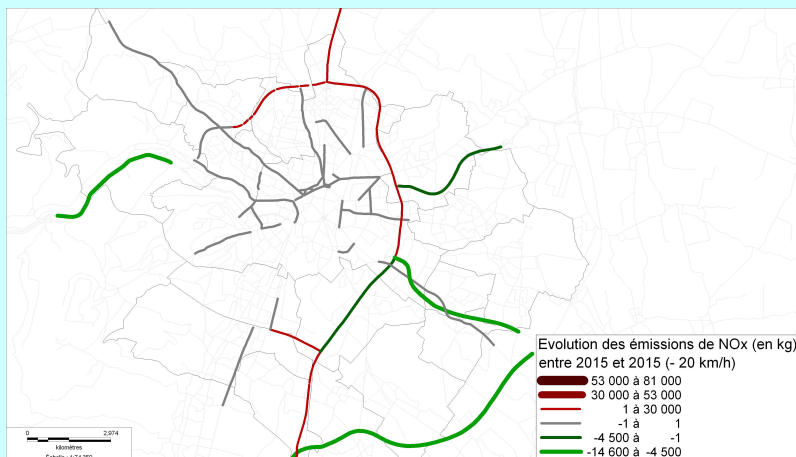 Evolution des émissions de NOx (en kg)
entre 2015 et 2015 (- 20 km/h)
53 000 à 81 000
30 000 à 53 000
1 à 30 000
-1 à 1
-4 500 à -1
-14 600 à -4 500
0 2,974
kilomètres